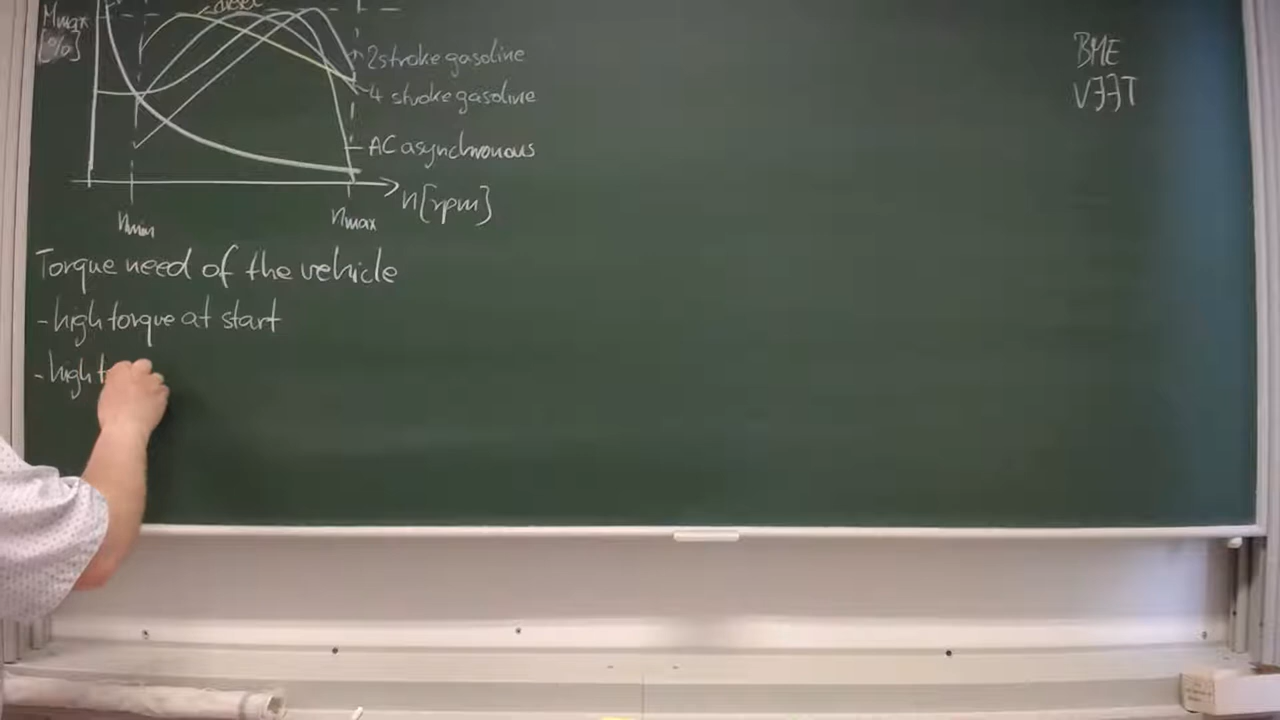 diesel
Mmax
[%]
2stroke gasoline
4 stroke gasoline
AC asynchronous
n[rpm]
nmin
nmax
Torque need of the vehicle
- high torque at start
- high t
BME
VJJT